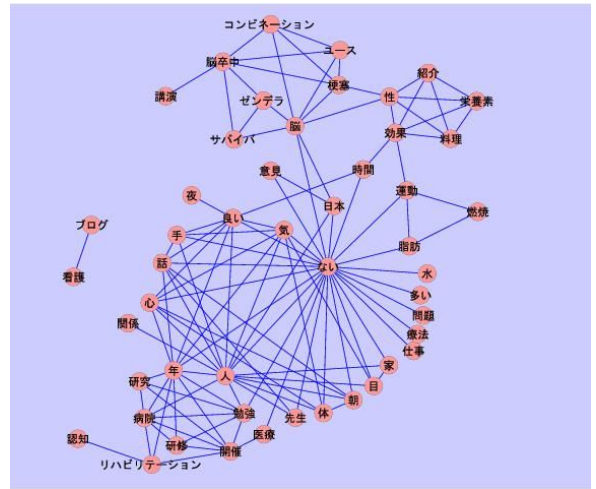 コンビネーション
ユース
脳卒中
紹介
梗塞
講演
ゼンデラ
性
栄養素
脳
効果
料理
サバイバ
意見
時間
運動
夜
日本
燃焼
良い
ブログ
手
気
脂肪
話
ない
水
看護
多い
心
問題
関係
療法
仕事
家
年
人
目
研究
朝
病院
勉強
先生
体
認知
研修
医療
開催
リハビリテーション